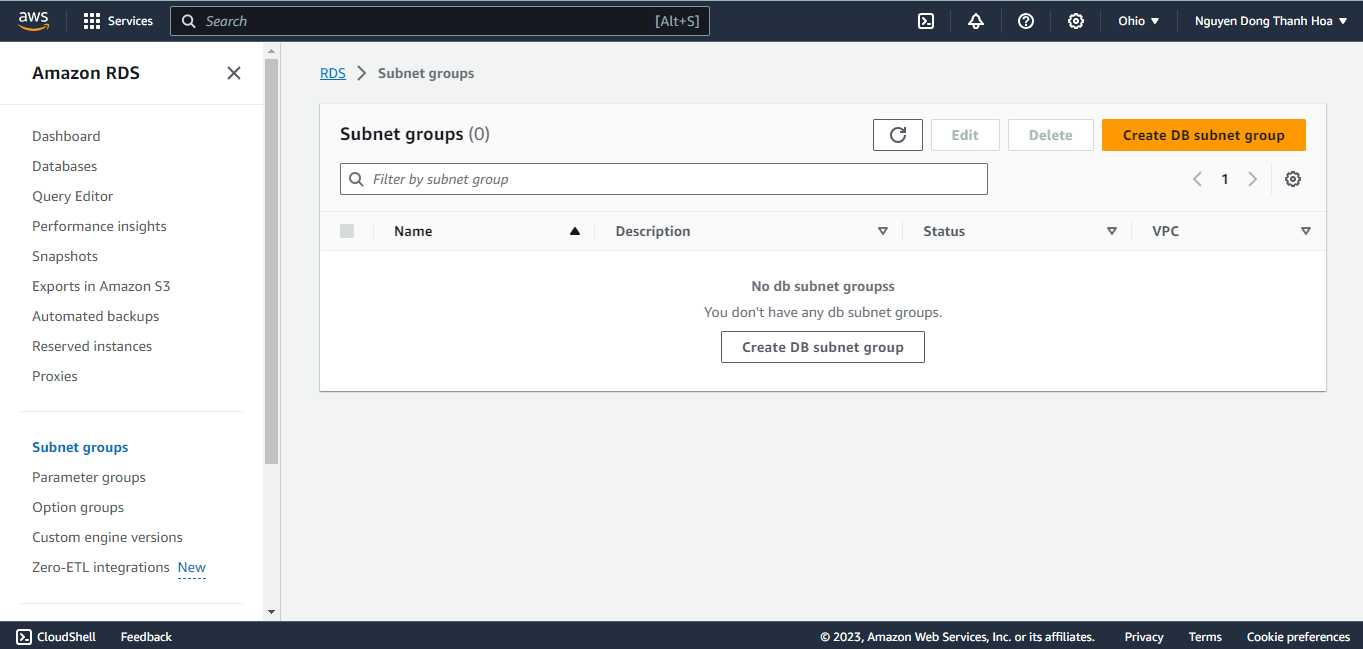 aws
Services
Search
[Alt+S]
Ohio
Nguyen Dong Thanh Hoa
Amazon RDS
Dashboard
Databases
Query Editor
Performance insights
Snapshots
Exports in Amazon S3
Automated backups
Reserved instances
Proxies
Subnet groups
Parameter groups
Option groups
Custom engine versions
Zero-ETL integrations New
RDS > Subnet groups
Subnet groups (0)
Edit
Delete
Create DB subnet group
Filter by subnet group
1
Name
Description
Status
VPC
No db subnet groupss
You don't have any db subnet groups.
Create DB subnet group
CloudShell
Feedback
© 2023, Amazon Web Services, Inc. or its affiliates.
Privacy
Terms
Cookie preferences